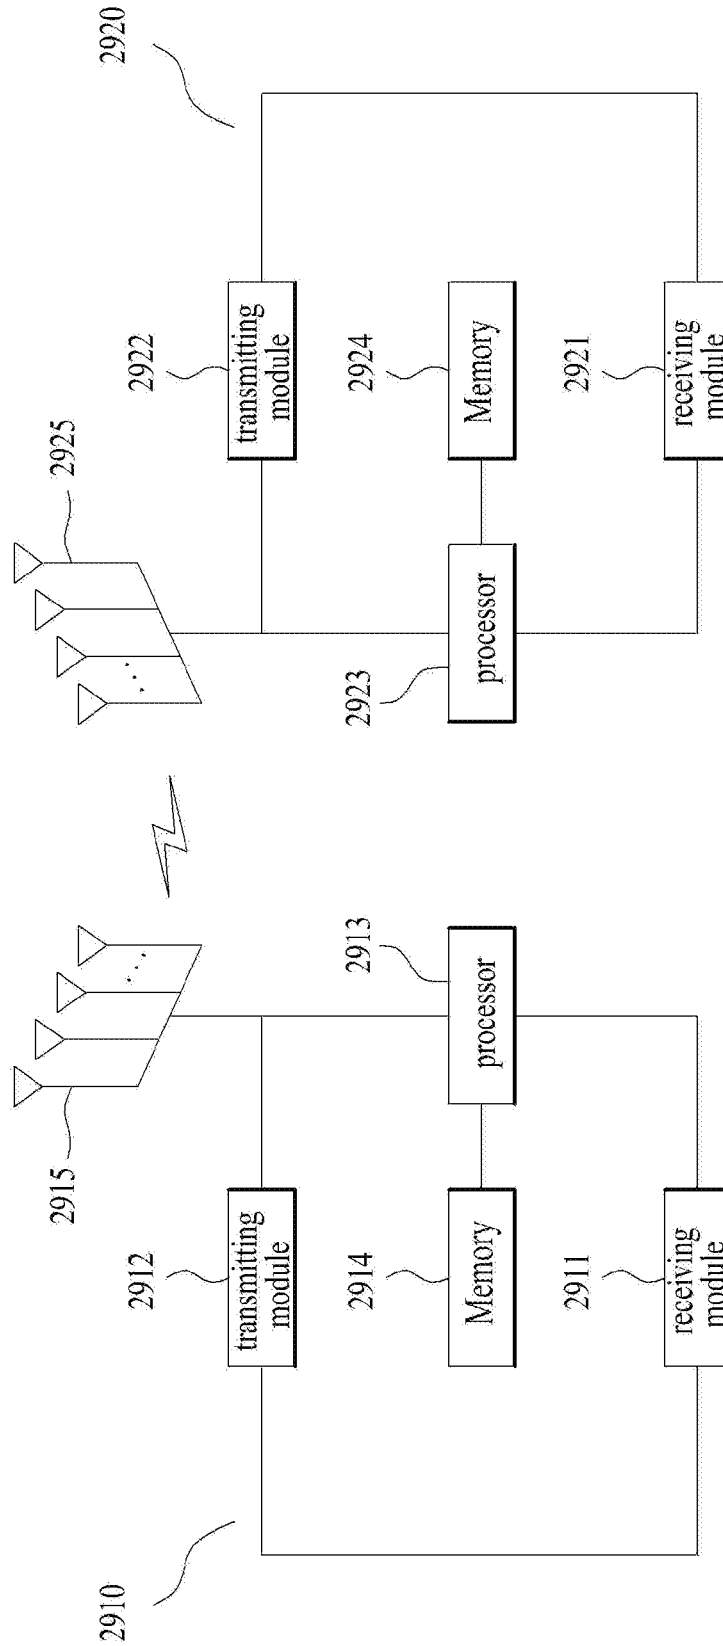 2910
2920
2915
2925
2912
transmitting
module
2922
transmitting
module
2914
Memory
2913
processor
2923
processor
2924
Memory
2911
receiving
module
2921
receiving
module